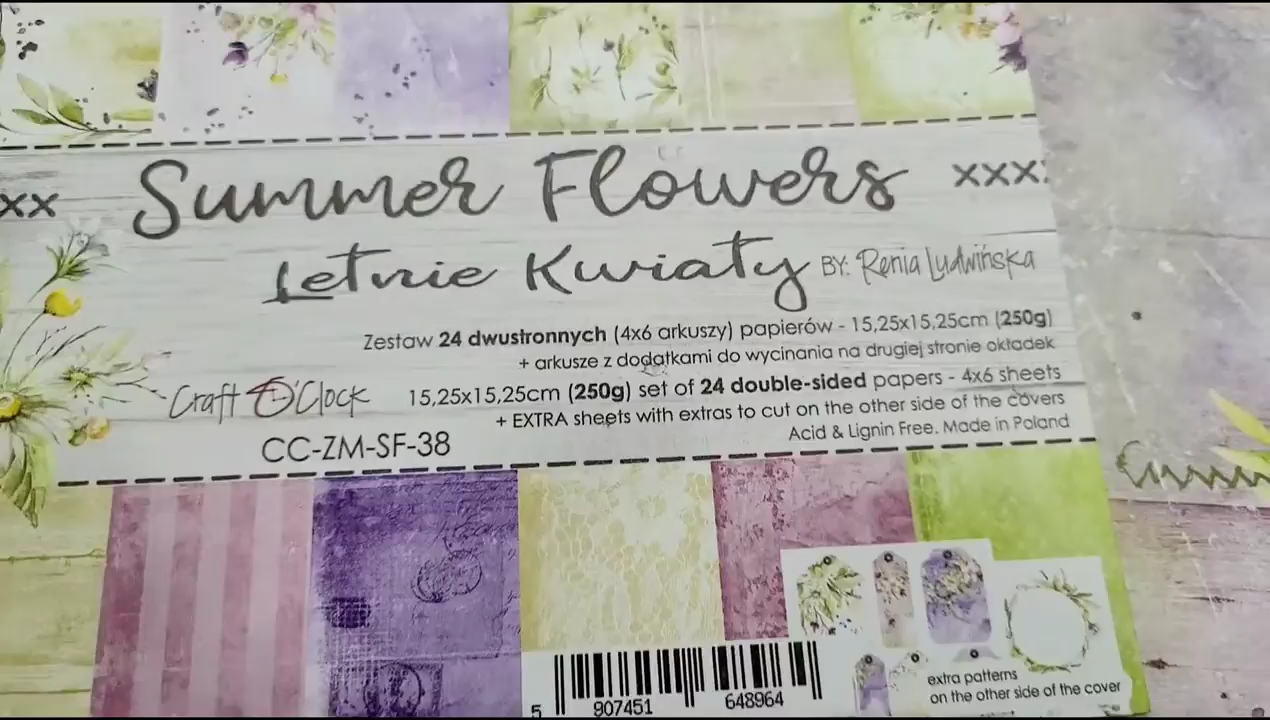 xx Summer Flowers xxx
Letnie Kwiaty BY: Renia Ludwińska
Zestaw 24 dwustronnych (4x6 arkuszy) papierów - 15,25x15,25cm (250g)
+ arkusze z dodatkami do wycinania na drugiej stronie okładek
Craft O'Clock
15,25x15,25cm (250g) set of 24 double-sided papers - 4x6 sheets
+ EXTRA sheets with extras to cut on the other side of the covers
CC-ZM-SF-38
Acid & Lignin Free. Made in Poland
extra patterns
on the other side of the cover
5 907451 648964